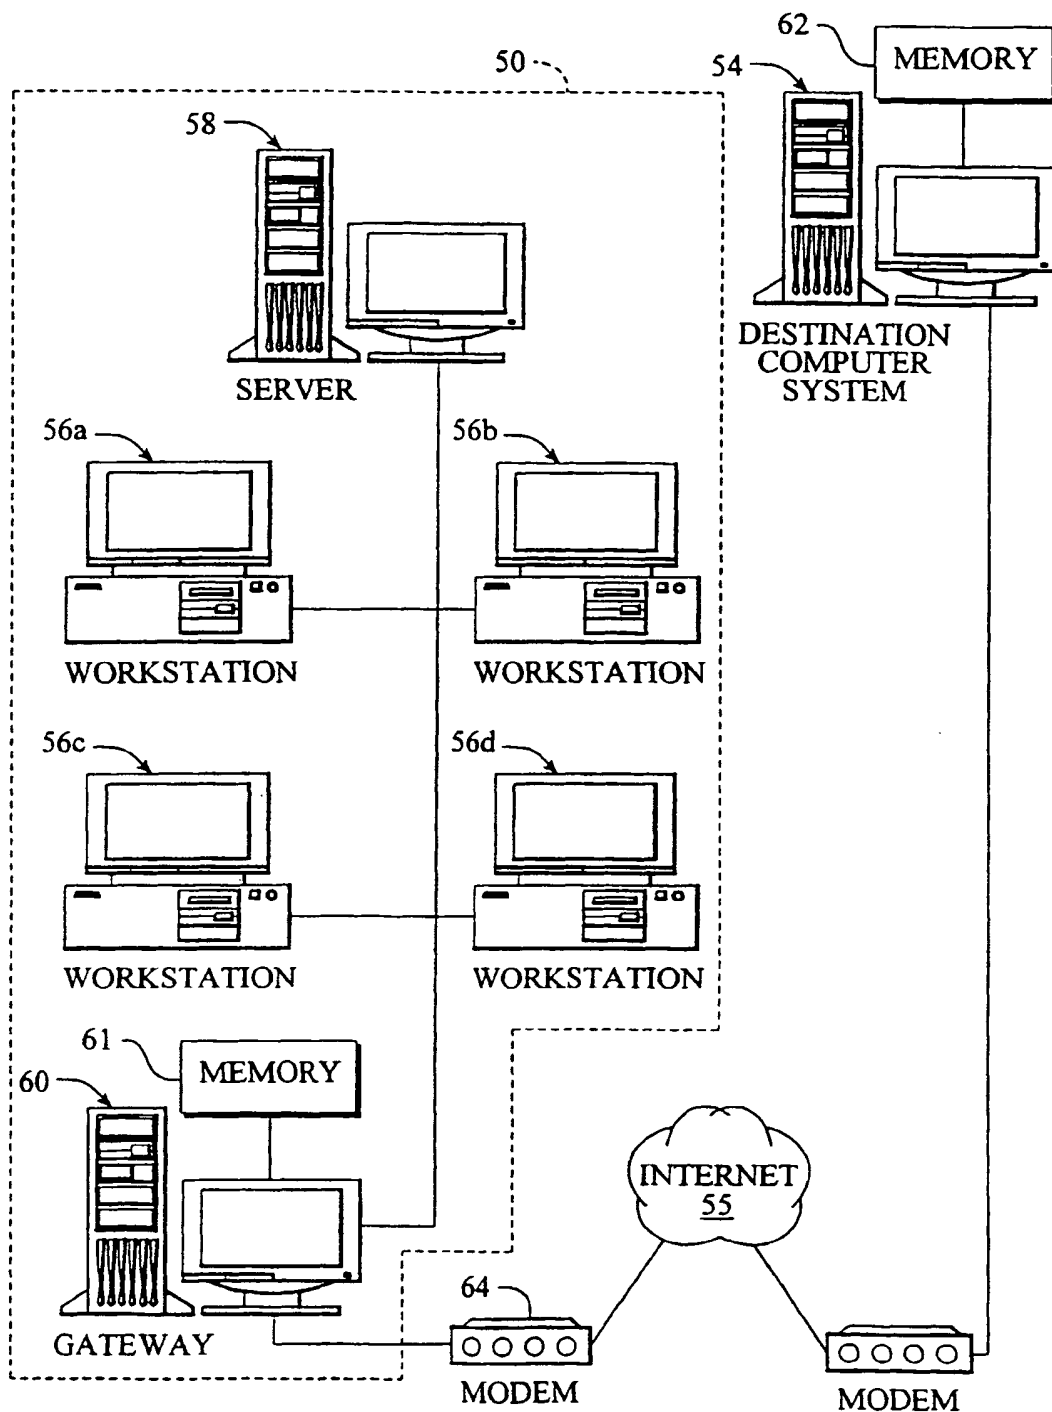 62
MEMORY
50
54
58
SERVER
DESTINATION
COMPUTER
SYSTEM
56a
56b
WORKSTATION
WORKSTATION
56c
56d
WORKSTATION
WORKSTATION
61
MEMORY
60
INTERNET
55
64
GATEWAY
MODEM
MODEM